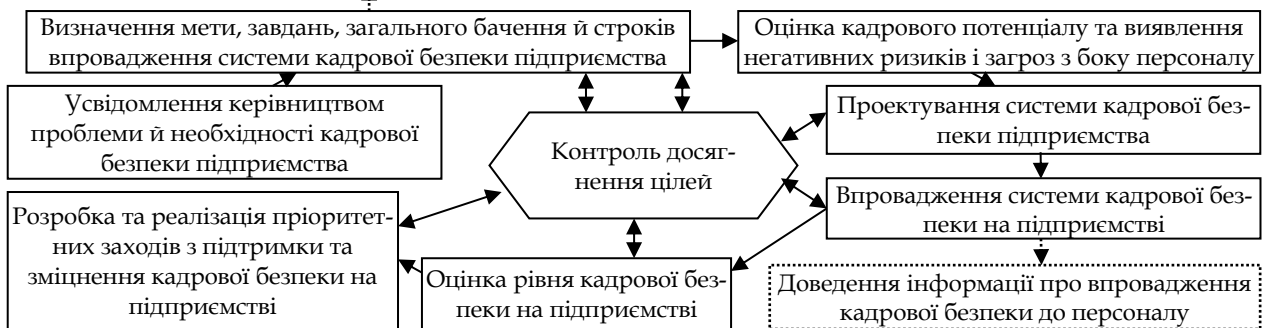 Визначення мети, завдань, загального бачення й строків
впровадження системи кадрової безпеки підприємства
Оцінка кадрового потенціалу та виявлення
негативних ризиків і загроз з боку персоналу
Усвідомлення керівництвом
проблеми й необхідності кадрової
безпеки підприємства
Контроль досяг-
нення цілей
Проектування системи кадрової без-
пеки підприємства
Розробка та реалізація пріоритет-
них заходів з підтримки та
зміцнення кадрової безпеки на
підприємстві
Впровадження системи кадрової без-
пеки на підприємстві
Оцінка рівня кадрової без-
пеки на підприємстві
Доведення інформації про впровадження
кадрової безпеки до персоналу